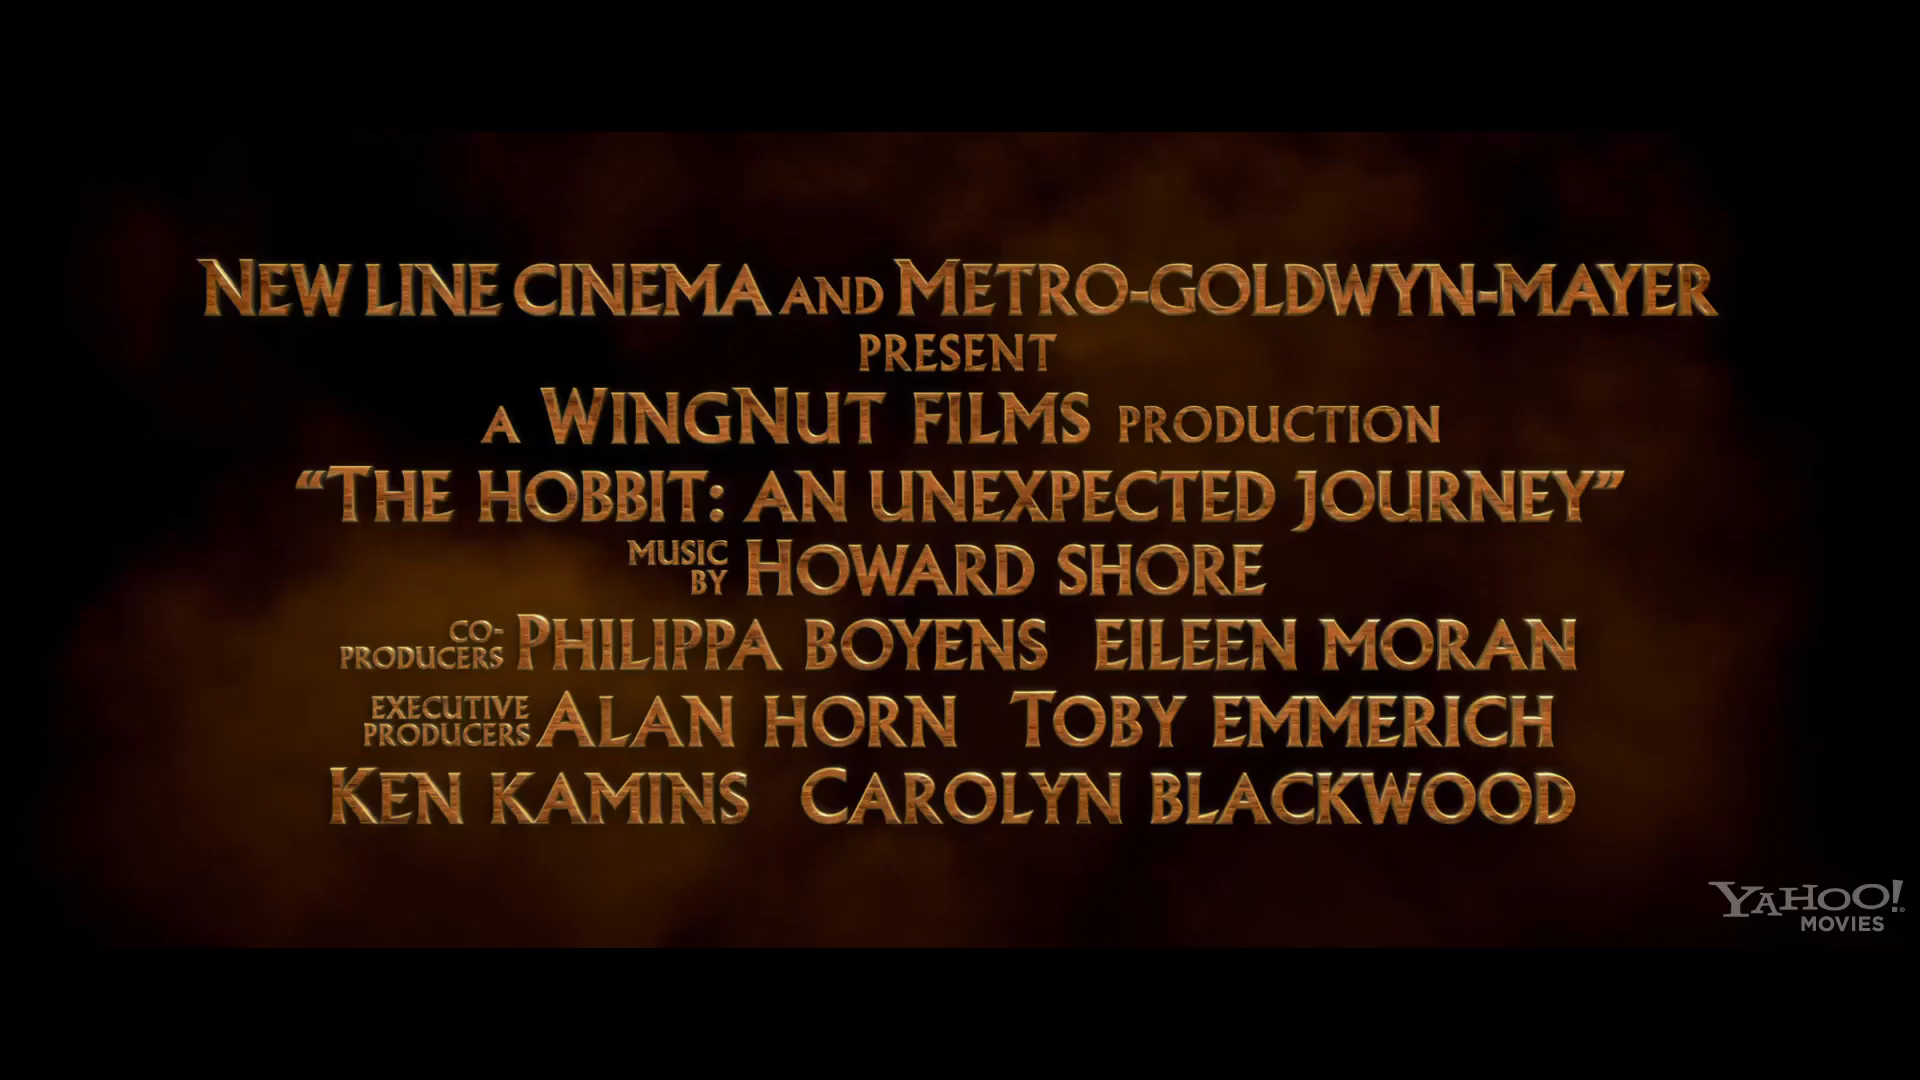 NEW LINE CINEMA AND METRO-GOLDWYN-MAYER
PRESENT
A WINGNUT FILMS PRODUCTION
“THE HOBBIT: AN UNEXPECTED JOURNEY”
MUSIC BY HOWARD SHORE
CO-PRODUCERS PHILIPPA BOYENS EILEEN MORAN
EXECUTIVE PRODUCERS ALAN HORN TOBY EMMERICH
KEN KAMINS CAROLYN BLACKWOOD
YAHOO!
MOVIES